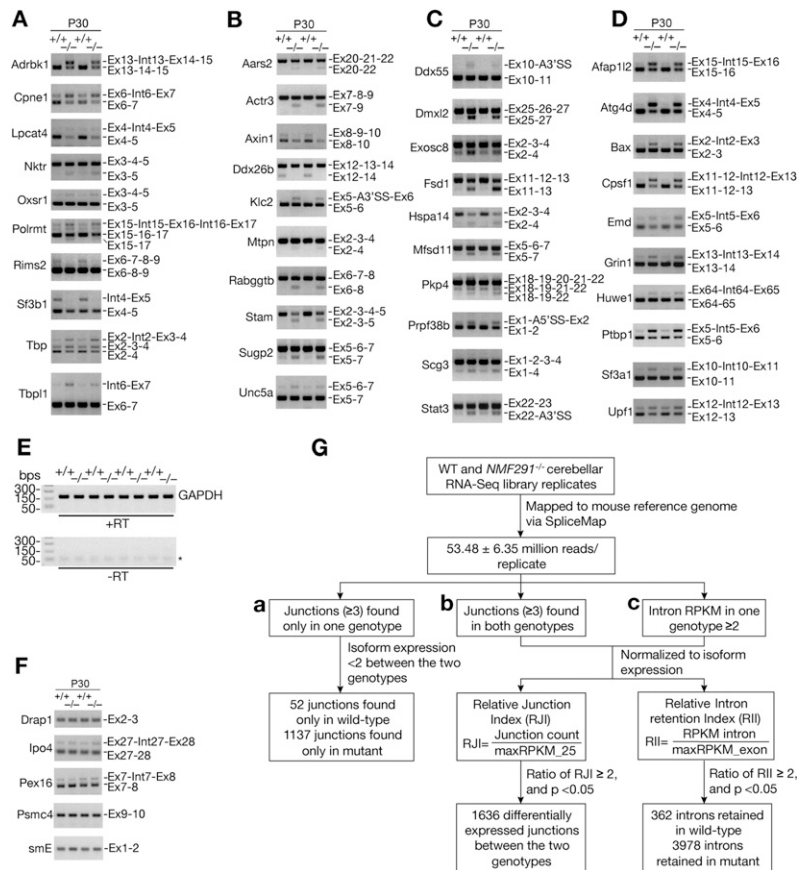 A
P30
+/+ –/– +/+ –/–
Adrbk1
Ex13-Int13-Ex14-15
Ex13-14-15
Cpne1
Ex6-Int6-Ex7
Ex6-7
Lpcat4
Ex4-Int4-Ex5
Ex4-5
Nktr
Ex3-4-5
Ex3-5
Oxsr1
Ex3-4-5
Ex3-5
Polrmt
Ex15-Int15-Ex16-Int16-Ex17
Ex15-16-17
Ex15-17
Rims2
Ex6-7-8-9
Ex6-8-9
Sf3b1
Int4-Ex5
Ex4-5
Tbp
Ex2-Int2-Ex3-4
Ex2-3-4
Ex2-4
Tbpl1
Int6-Ex7
Ex6-7
B
P30
+/+ –/– +/+ –/–
Aars2
Ex20-21-22
Ex20-22
Actr3
Ex7-8-9
Ex7-9
Axin1
Ex8-9-10
Ex8-10
Ddx26b
Ex12-13-14
Ex12-14
Klc2
Ex5-A3'SS-Ex6
Ex5-6
Mtpn
Ex2-3-4
Ex2-4
Rabggtb
Ex6-7-8
Ex6-8
Stam
Ex2-3-4-5
Ex2-3-5
Sugp2
Ex5-6-7
Ex5-7
Unc5a
Ex5-6-7
Ex5-7
C
P30
+/+ –/– +/+ –/–
Ddx55
Ex10-A3'SS
Ex10-11
Dmxl2
Ex25-26-27
Ex25-27
Exosc8
Ex2-3-4
Ex2-4
Fsd1
Ex11-12-13
Ex11-13
Hspa14
Ex2-3-4
Ex2-4
Mfsd11
Ex5-6-7
Ex5-7
Pkp4
Ex18-19-20-21-22
Ex18-19-21-22
Ex18-19-22
Prpf38b
Ex1-A5'SS-Ex2
Ex1-2
Scg3
Ex1-2-3-4
Ex1-4
Stat3
Ex22-23
Ex22-A3'SS
D
P30
+/+ –/– +/+ –/–
Afap1l2
Ex15-Int15-Ex16
Ex15-16
Atg4d
Ex4-Int4-Ex5
Ex4-5
Bax
Ex2-Int2-Ex3
Ex2-3
Cpsf1
Ex11-12-Int12-Ex13
Ex11-12-13
Emd
Ex5-Int5-Ex6
Ex5-6
Grin1
Ex13-Int13-Ex14
Ex13-14
Huwe1
Ex64-Int64-Ex65
Ex64-65
Ptbp1
Ex5-Int5-Ex6
Ex5-6
Sf3a1
Ex10-Int10-Ex11
Ex10-11
Upf1
Ex12-Int12-Ex13
Ex12-13
E
bps +/+ –/– +/+ –/– +/+ –/– +/+ –/–
300-
150-
50-
GAPDH
+RT
300-
150-
50-
*
-RT
F
P30
+/+ –/– +/+ –/–
Drap1
Ex2-3
Ipo4
Ex27-Int27-Ex28
Ex27-28
Pex16
Ex7-Int7-Ex8
Ex7-8
Psmc4
Ex9-10
smE
Ex1-2
G
WT and NMF291-/- cerebellar
RNA-Seq library replicates
Mapped to mouse reference genome
via SpliceMap
53.48 ± 6.35 million reads/
replicate
a
Junctions (≥3) found
only in one genotype
b
Junctions (≥3) found
in both genotypes
c
Intron RPKM in one
genotype ≥2
Isoform expression
<2 between the two
genotypes
Normalized to isoform
expression
52 junctions found
only in wild-type
1137 junctions found
only in mutant
Relative Junction
Index (RJI)
RJI= Junction count
maxRPKM_25
Relative Intron
retention Index (RII)
RII= RPKM intron
maxRPKM_exon
Ratio of RJI ≥ 2,
and p <0.05
Ratio of RII ≥ 2,
and p <0.05
1636 differentially
expressed junctions
between the two
genotypes
362 introns retained
in wild-type
3978 introns
retained in mutant